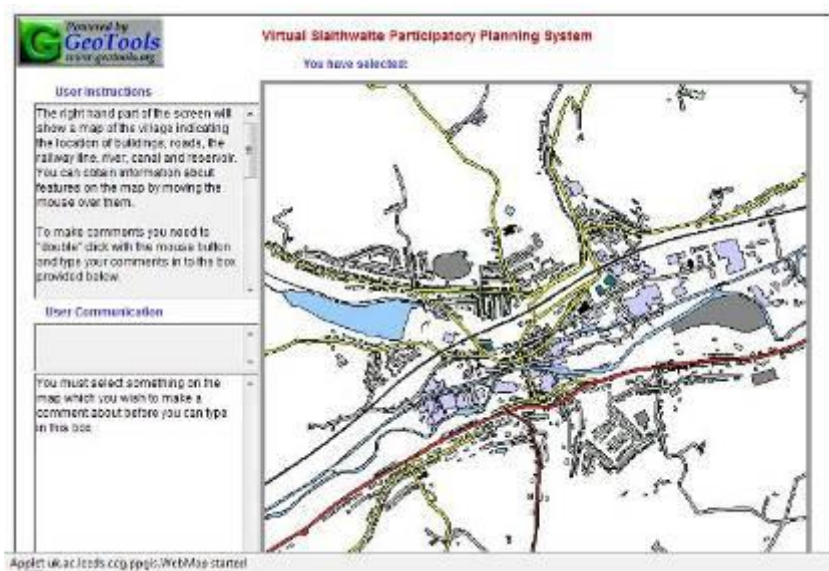 Powered by
GeoTools
www.geotools.org
Virtual Slaithwaite Participatory Planning System
You have selected:
User Instructions
The right hand part of the screen will
show a map of the village indicating
the location of buildings, roads, the
railway line, river, canal and reservoir.
You can obtain information about
features on the map by moving the
mouse over them.
To make comments you need to
"double" click with the mouse button
and type your comments in to the box
provided below.
User Communication
You must select something on the
map which you wish to make a
comment about before you can type
in this box
Applet uk.ac.leeds.ccg.ppgis.WebMap started